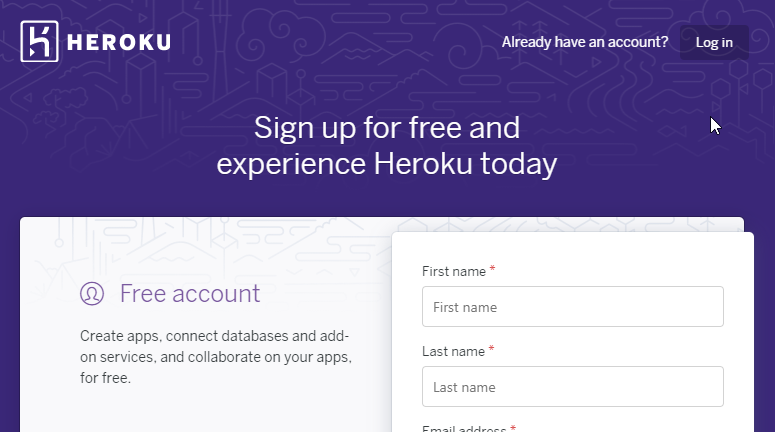 HEROKU
Already have an account?
Log in
Sign up for free and
experience Heroku today
Free account
Create apps, connect databases and add-
on services, and collaborate on your apps,
for free.
First name *
First name
Last name *
Last name
Email address *